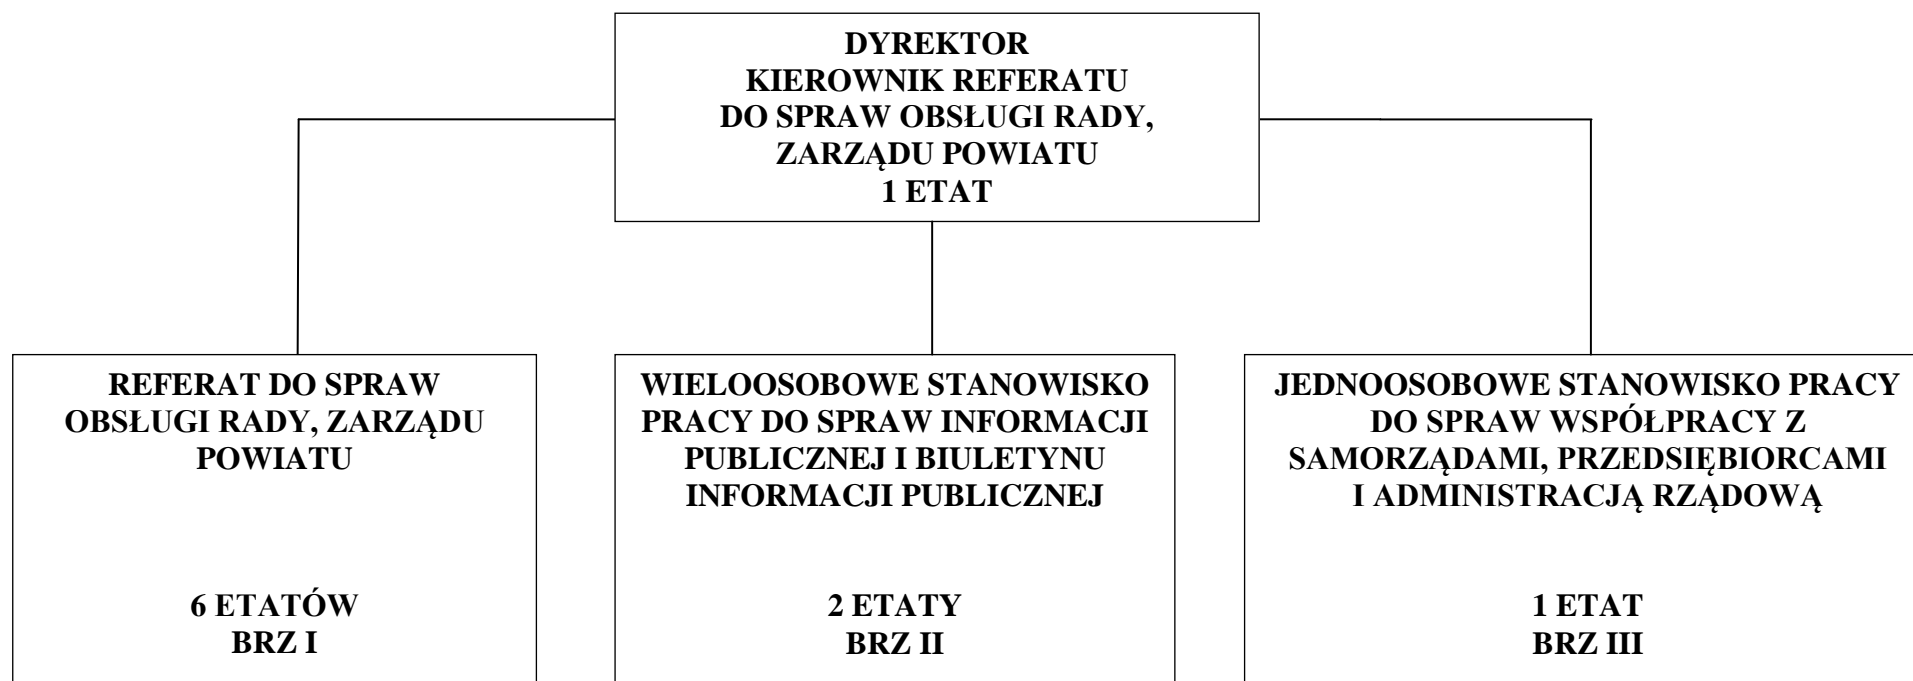 DYREKTOR
KIEROWNIK REFERATU
DO SPRAW OBSŁUGI RADY,
ZARZĄDU POWIATU
1 ETAT
REFERAT DO SPRAW
OBSŁUGI RADY, ZARZĄDU
POWIATU
6 ETATÓW
BRZ I
WIELOOSOBOWE STANOWISKO
PRACY DO SPRAW INFORMACJI
PUBLICZNEJ I BIULETYNU
INFORMACJI PUBLICZNEJ
2 ETATY
BRZ II
JEDNOOSOBOWE STANOWISKO PRACY
DO SPRAW WSPÓŁPRACY Z
SAMORZĄDAMI, PRZEDSIĘBIORCAMI
I ADMINISTRACJĄ RZĄDOWĄ
1 ETAT
BRZ III